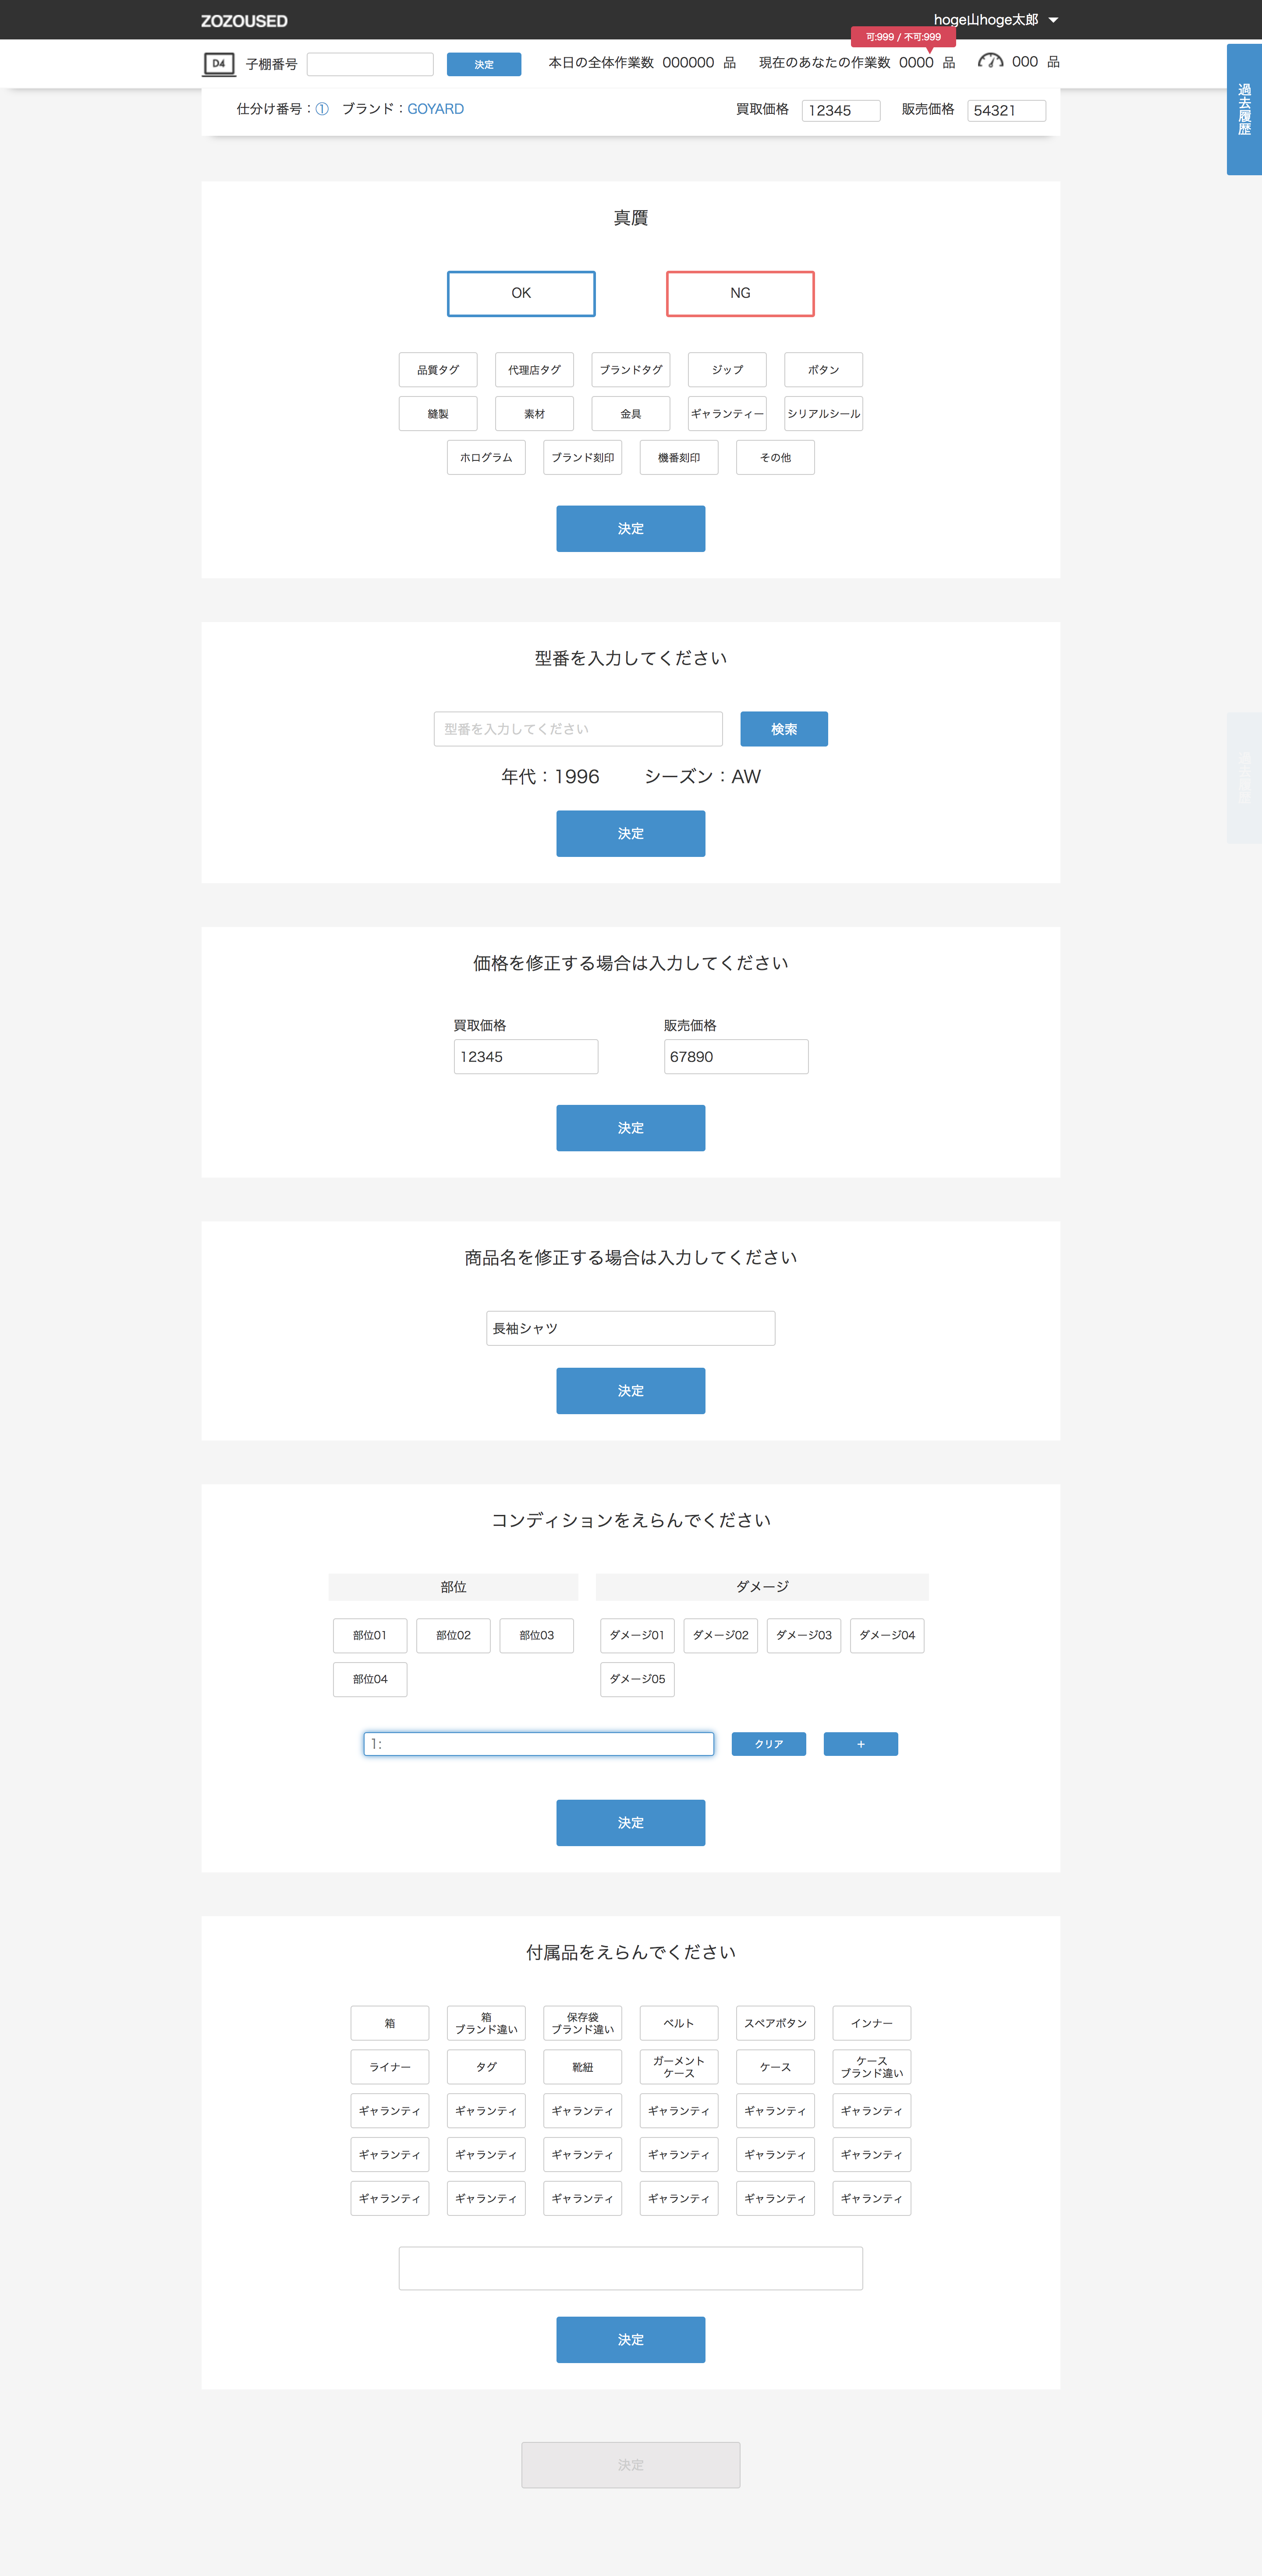 ZOZOUSED
hoge山hoge太郎
可:999 / 不可:999
D4 子棚番号 決定 本日の全体作業数 000000 品 現在のあなたの作業数 0000 品 000 品
過去履歴
仕分け番号：① ブランド：GOYARD 買取価格 12345 販売価格 54321
真贋
OK NG
品質タグ 代理店タグ ブランドタグ ジップ ボタン
縫製 素材 金具 ギャランティー シリアルシール
ホログラム ブランド刻印 機番刻印 その他
決定
型番を入力してください
型番を入力してください 検索
年代：1996 シーズン：AW
決定
価格を修正する場合は入力してください
買取価格 販売価格
12345 67890
決定
商品名を修正する場合は入力してください
長袖シャツ
決定
コンディションをえらんでください
部位 ダメージ
部位01 部位02 部位03 ダメージ01 ダメージ02 ダメージ03 ダメージ04
部位04 ダメージ05
1: クリア +
決定
付属品をえらんでください
箱 箱 ブランド違い 保存袋 ブランド違い ベルト スペアボタン インナー
ライナー タグ 靴紐 ガーメント ケース ケース ケース ブランド違い
ギャランティ ギャランティ ギャランティ ギャランティ ギャランティ ギャランティ
ギャランティ ギャランティ ギャランティ ギャランティ ギャランティ ギャランティ
ギャランティ ギャランティ ギャランティ ギャランティ ギャランティ ギャランティ
決定
決定